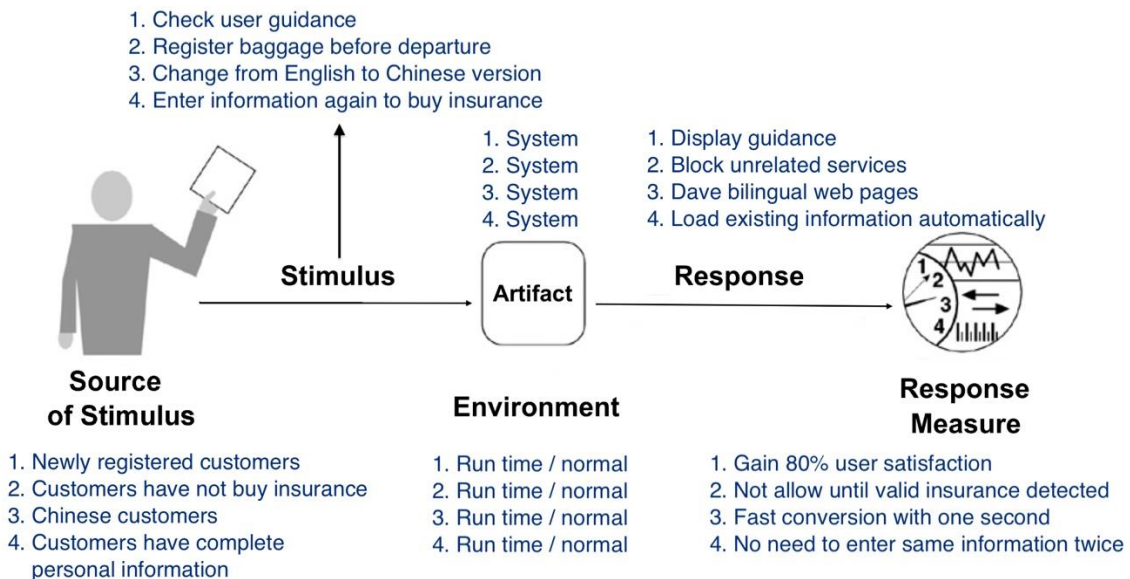 1. Check user guidance
2. Register baggage before departure
3. Change from English to Chinese version
4. Enter information again to buy insurance
1. System
2. System
3. System
4. System
1. Display guidance
2. Block unrelated services
3. Dave bilingual web pages
4. Load existing information automatically
Stimulus
Artifact
Response
1
2
3
4
Source
of Stimulus
Environment
Response
Measure
1. Newly registered customers
2. Customers have not buy insurance
3. Chinese customers
4. Customers have complete
personal information
1. Run time / normal
2. Run time / normal
3. Run time / normal
4. Run time / normal
1. Gain 80% user satisfaction
2. Not allow until valid insurance detected
3. Fast conversion with one second
4. No need to enter same information twice